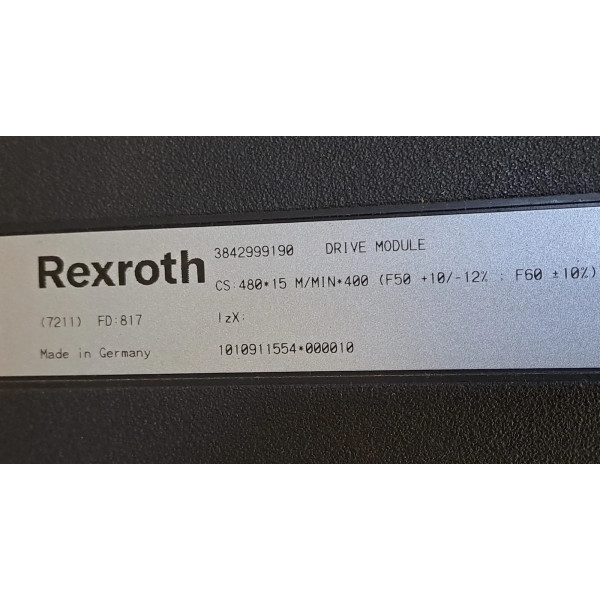 Rexroth
3842999190 DRIVE MODULE
CS:480*15 M/MIN*400 (F50 +10/-12% : F60 ±10%)
(7211) FD:817 IzX:
Made in Germany 1010911554*000010